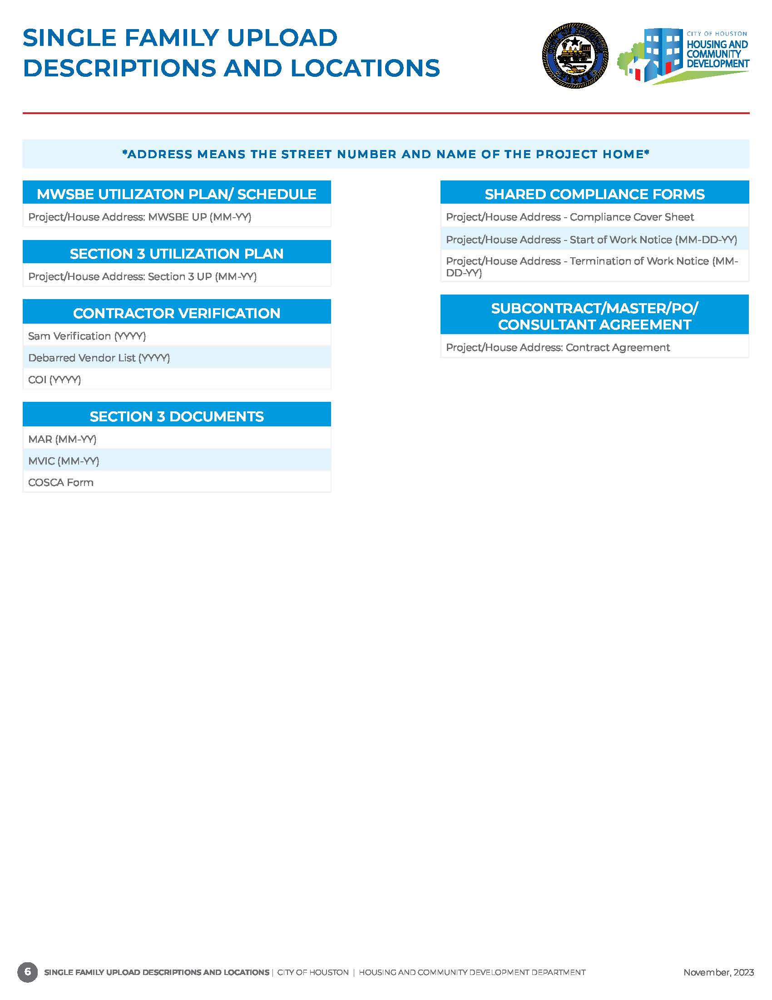 SINGLE FAMILY UPLOAD
DESCRIPTIONS AND LOCATIONS
CITY OF HOUSTON
TEXAS
CITY OF HOUSTON
HOUSING AND
COMMUNITY
DEVELOPMENT
*ADDRESS MEANS THE STREET NUMBER AND NAME OF THE PROJECT HOME*
MWSBE UTILIZATON PLAN/ SCHEDULE
Project/House Address: MWSBE UP (MM-YY)
SECTION 3 UTILIZATION PLAN
Project/House Address: Section 3 UP (MM-YY)
CONTRACTOR VERIFICATION
Sam Verification (YYYY)
Debarred Vendor List (YYYY)
COI (YYYY)
SECTION 3 DOCUMENTS
MAR (MM-YY)
MVIC (MM-YY)
COSCA Form
SHARED COMPLIANCE FORMS
Project/House Address - Compliance Cover Sheet
Project/House Address - Start of Work Notice (MM-DD-YY)
Project/House Address - Termination of Work Notice (MM-
DD-YY)
SUBCONTRACT/MASTER/PO/
CONSULTANT AGREEMENT
Project/House Address: Contract Agreement
6 SINGLE FAMILY UPLOAD DESCRIPTIONS AND LOCATIONS | CITY OF HOUSTON | HOUSING AND COMMUNITY DEVELOPMENT DEPARTMENT November, 2023